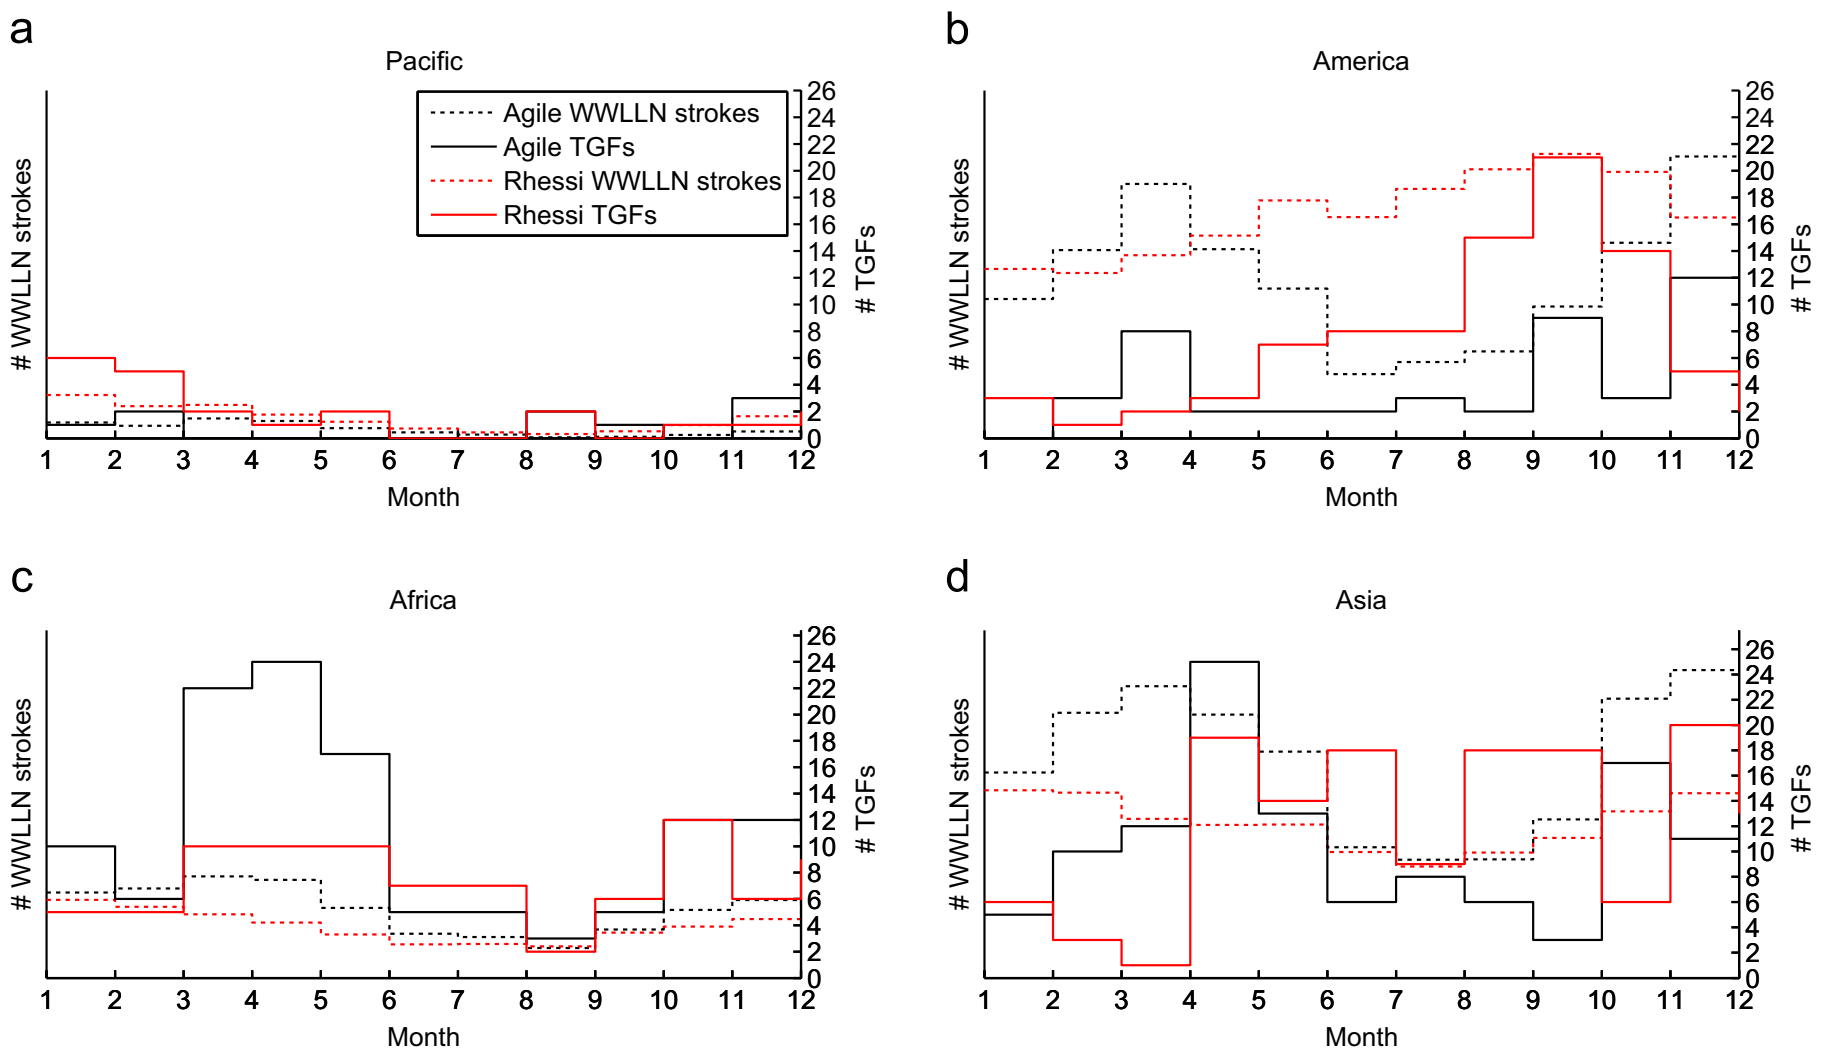 a
Pacific
Agile WWLLN strokes
Agile TGFs
Rhessi WWLLN strokes
Rhessi TGFs
# WWLLN strokes
# TGFs
26
24
22
20
18
16
14
12
10
8
6
4
2
0
1 2 3 4 5 6 7 8 9 10 11 12
Month
b
America
# WWLLN strokes
# TGFs
26
24
22
20
18
16
14
12
10
8
6
4
2
0
1 2 3 4 5 6 7 8 9 10 11 12
Month
c
Africa
# WWLLN strokes
# TGFs
26
24
22
20
18
16
14
12
10
8
6
4
2
0
1 2 3 4 5 6 7 8 9 10 11 12
Month
d
Asia
# WWLLN strokes
# TGFs
26
24
22
20
18
16
14
12
10
8
6
4
2
0
1 2 3 4 5 6 7 8 9 10 11 12
Month